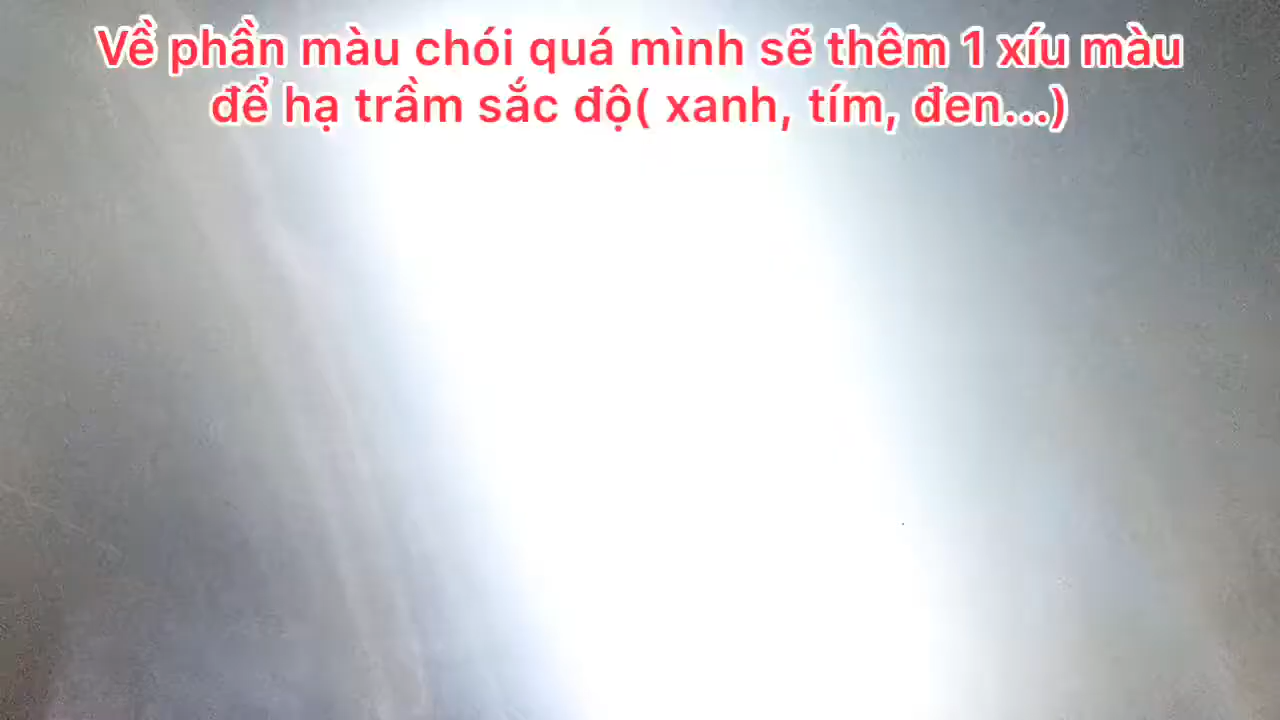 Về phần màu chói quá mình sẽ thêm 1 xíu màu
để hạ trầm sắc độ( xanh, tím, đen...)